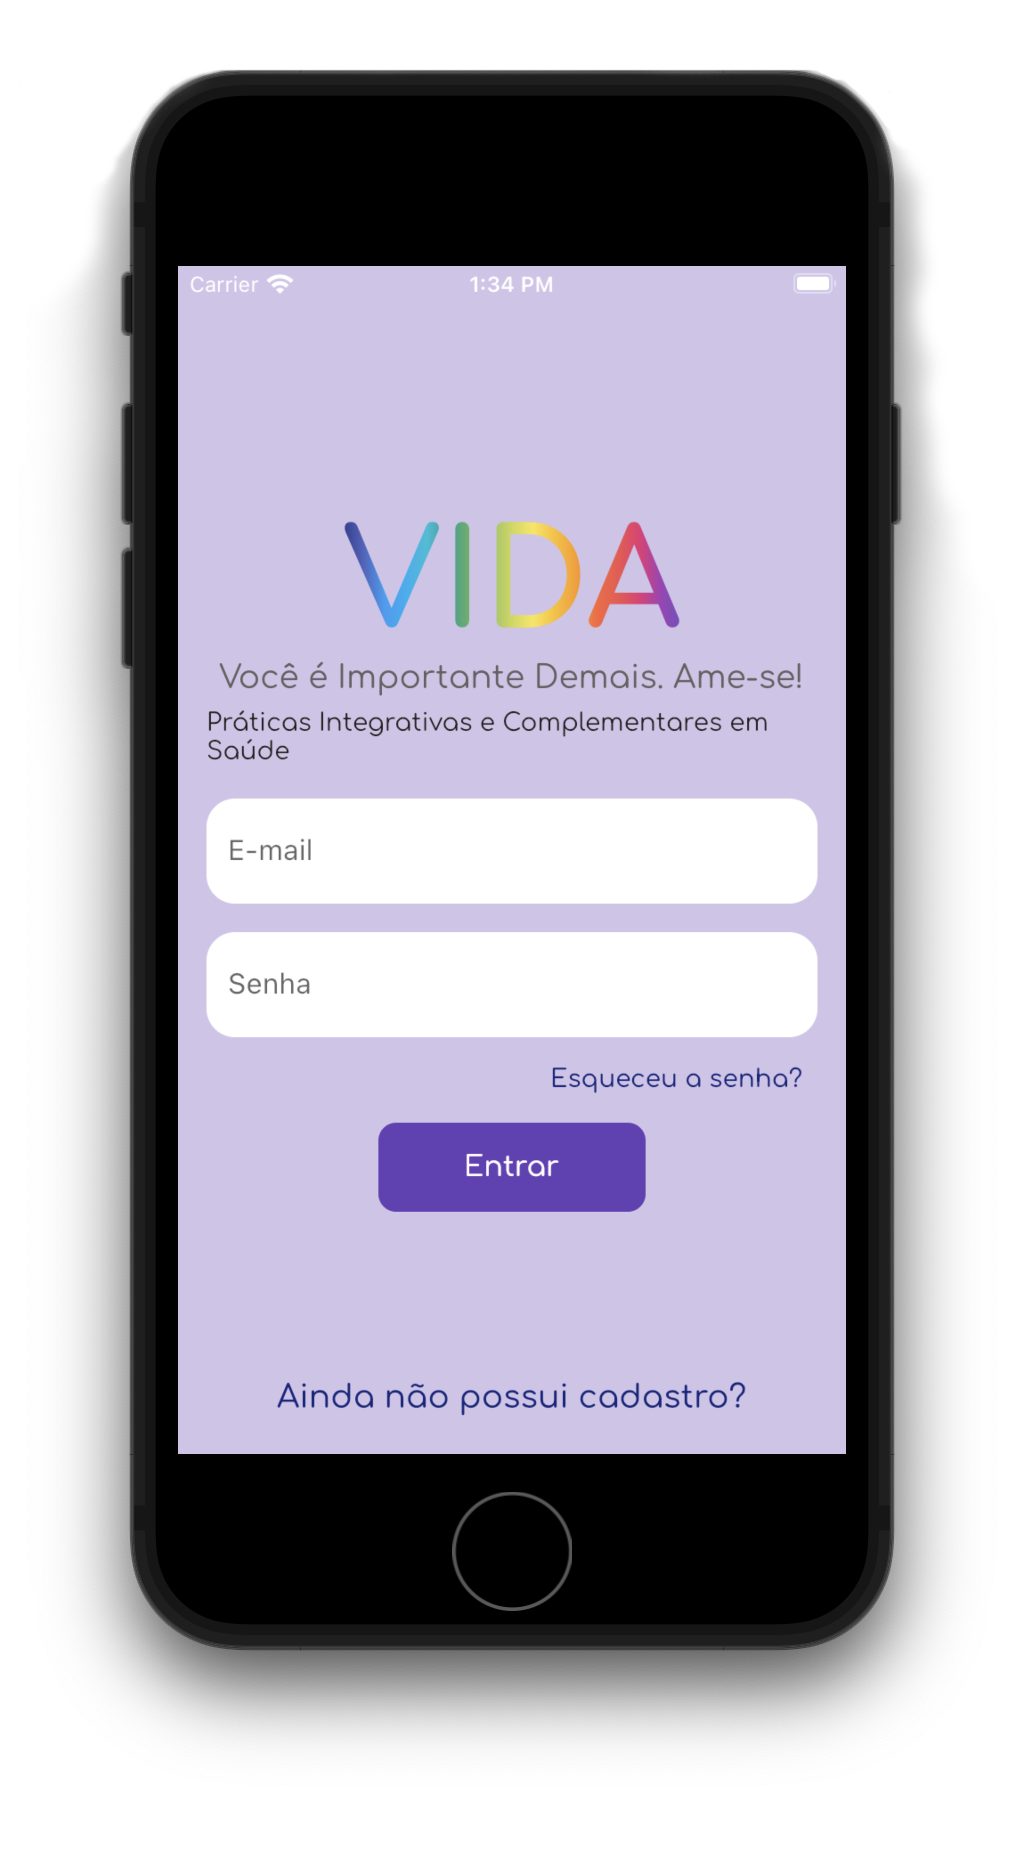 Carrier 1:34 PM
VIDA
Você é Importante Demais. Ame-se!
Práticas Integrativas e Complementares em
Saúde
E-mail
Senha
Esqueceu a senha?
Entrar
Ainda não possui cadastro?